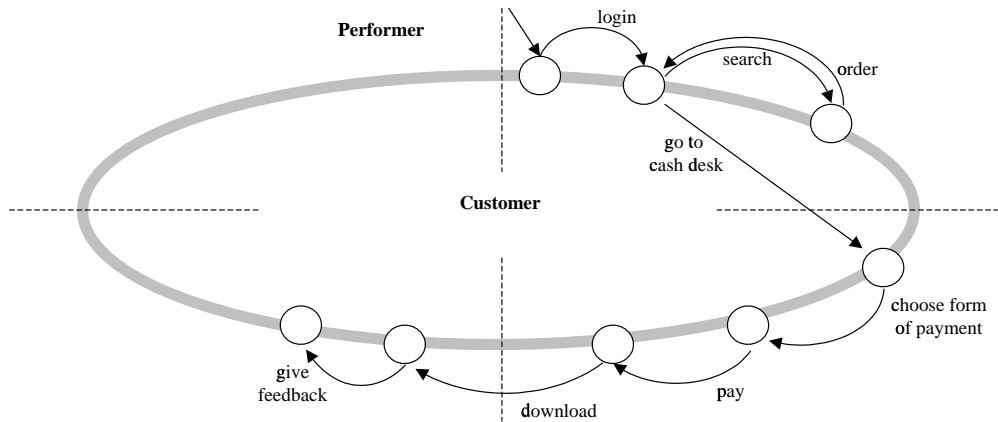 Performer
login
search
order
go to
cash desk
Customer
choose form
of payment
pay
download
give
feedback